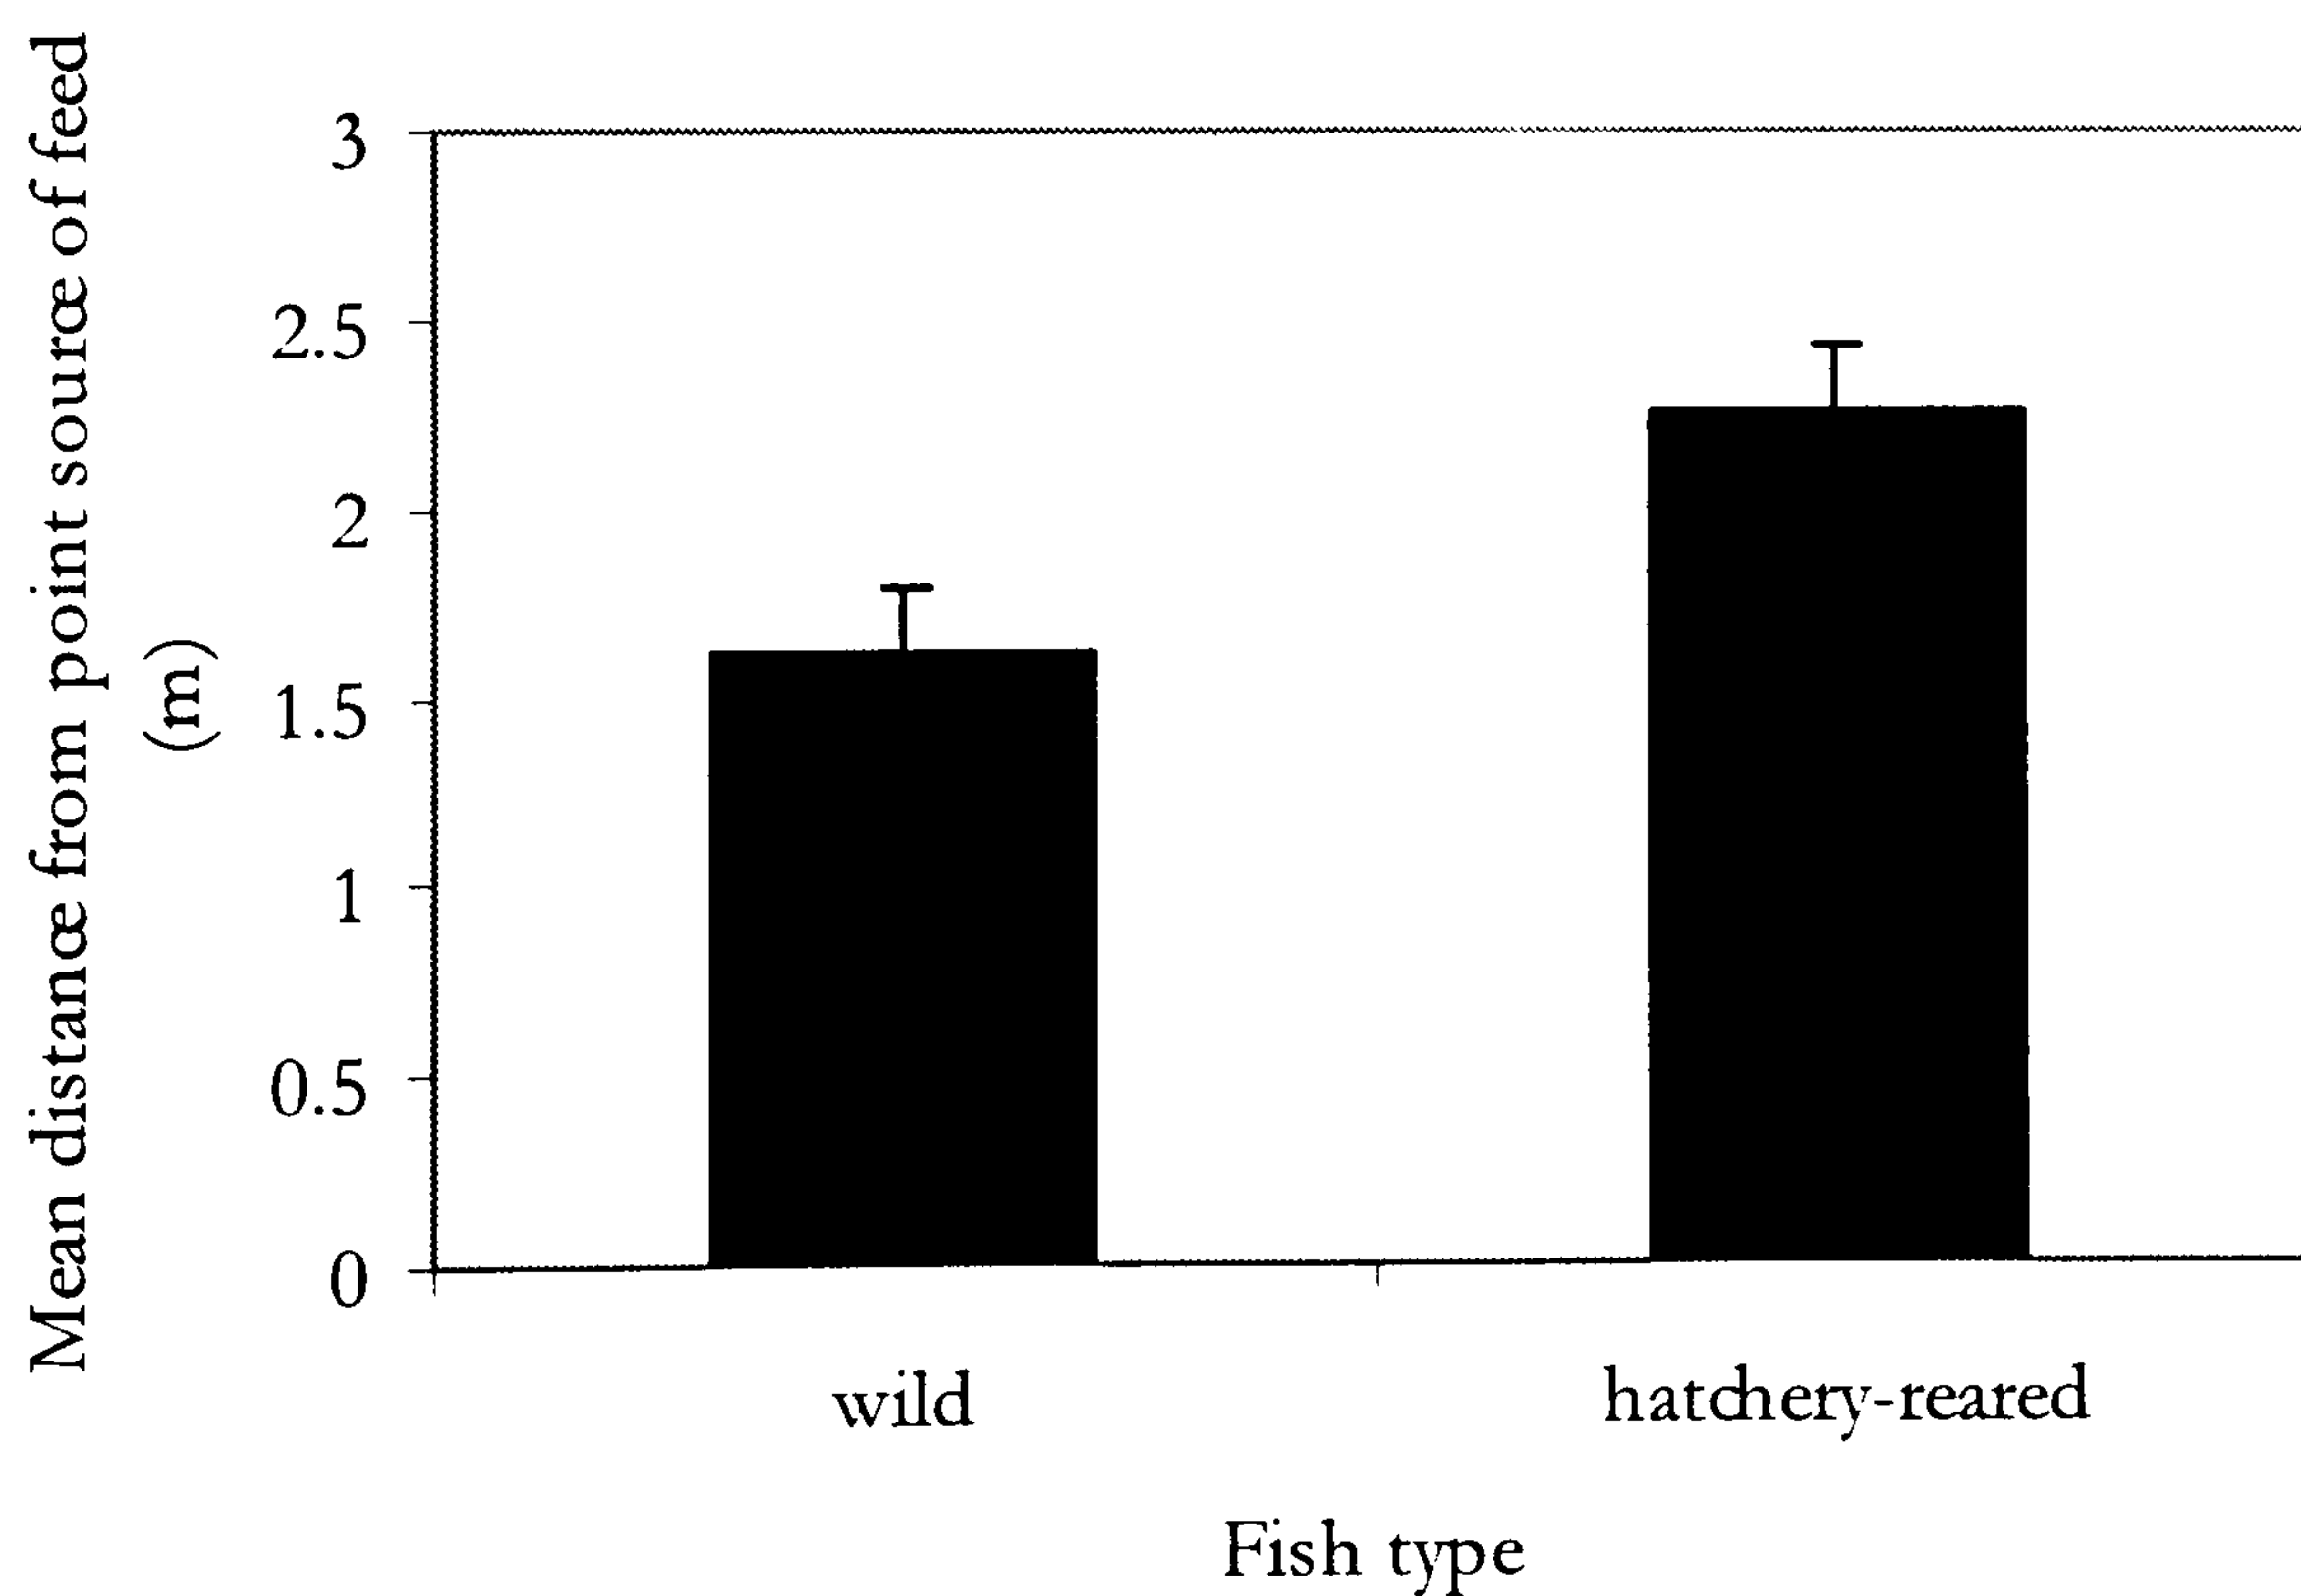 Mean distance from point source of feed
(m)
3
2.5
2
1.5
1
0.5
0
wild
hatchery-reared
Fish type